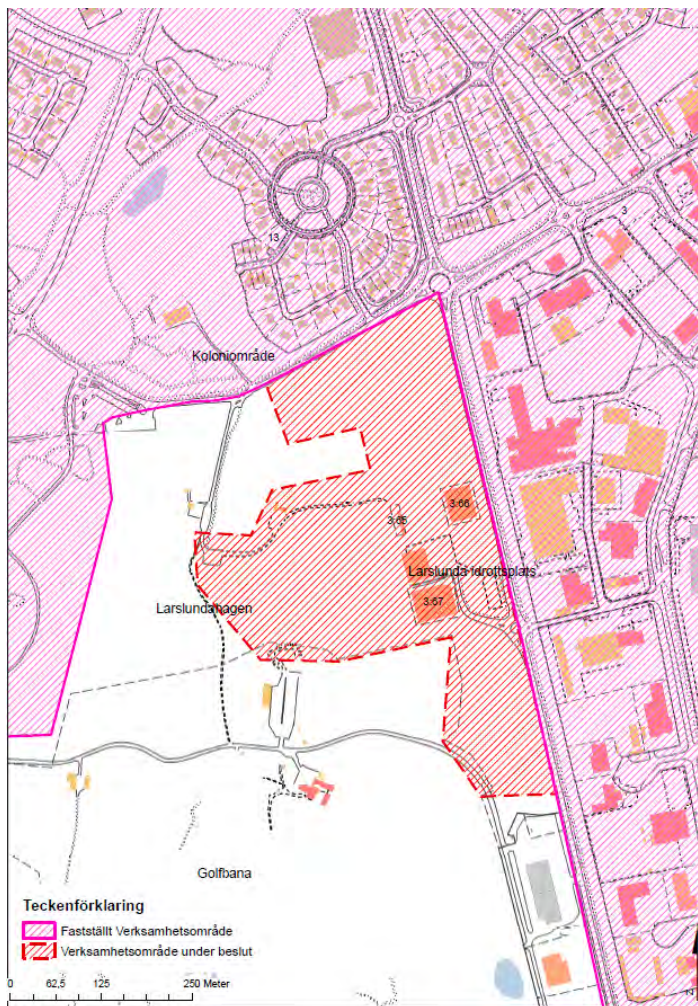 3
13
Koloniområde
3:65
3:66
Larslunda idrottsplats
3:67
Larslundahagen
Golfbana
Teckenförklaring
Fastställt Verksamhetsområde
Verksamhetsområde under beslut
0 62,5 125 250 Meter